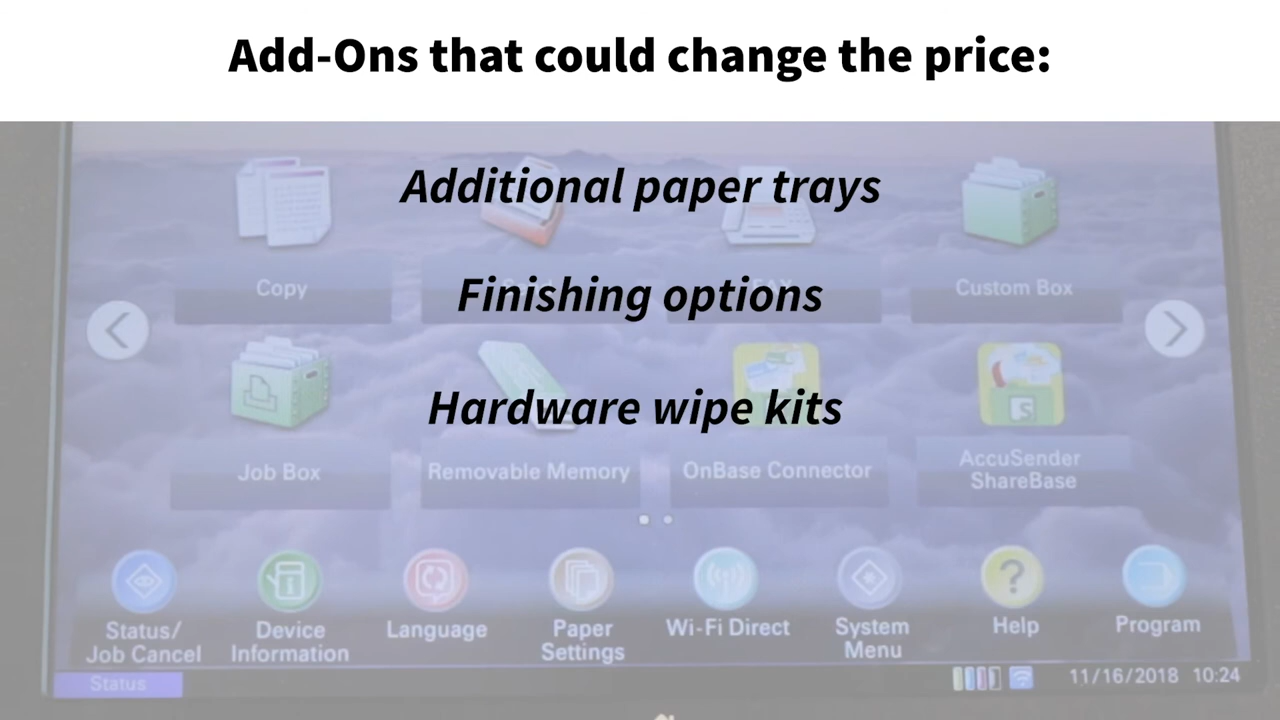 Add-Ons that could change the price:
Additional paper trays
Copy
Finishing options
Custom Box
Hardware wipe kits
Job Box
Removable Memory
OnBase Connector
AccuSender
ShareBase
Status/
Job Cancel
Device
Information
Language
Paper
Settings
Wi-Fi Direct
System
Menu
Help
Program
Status
11/16/2018 10:24